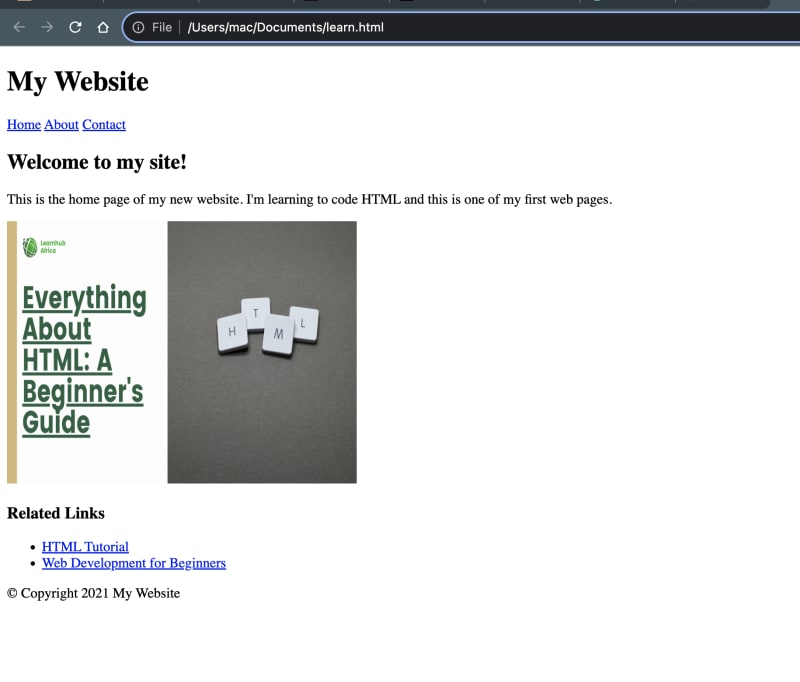 File | /Users/mac/Documents/learn.html
My Website
Home About Contact
Welcome to my site!
This is the home page of my new website. I'm learning to code HTML and this is one of my first web pages.
Learnhub
Africa
Everything
About
HTML: A
Beginner's
Guide
H T M L
Related Links
HTML Tutorial
Web Development for Beginners
© Copyright 2021 My Website